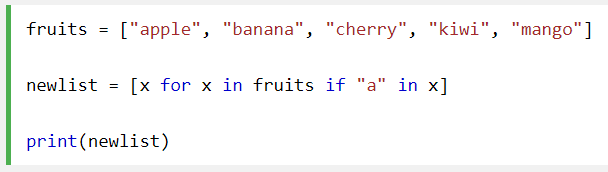 fruits = ["apple", "banana", "cherry", "kiwi", "mango"]
newlist = [x for x in fruits if "a" in x]
print(newlist)